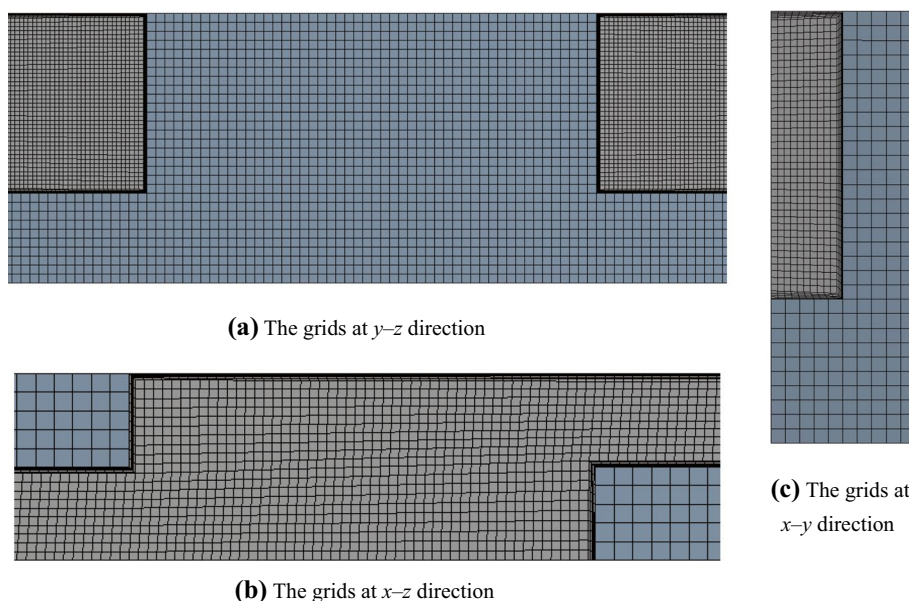 (a) The grids at y–z direction
(b) The grids at x–z direction
(c) The grids at
x–y direction